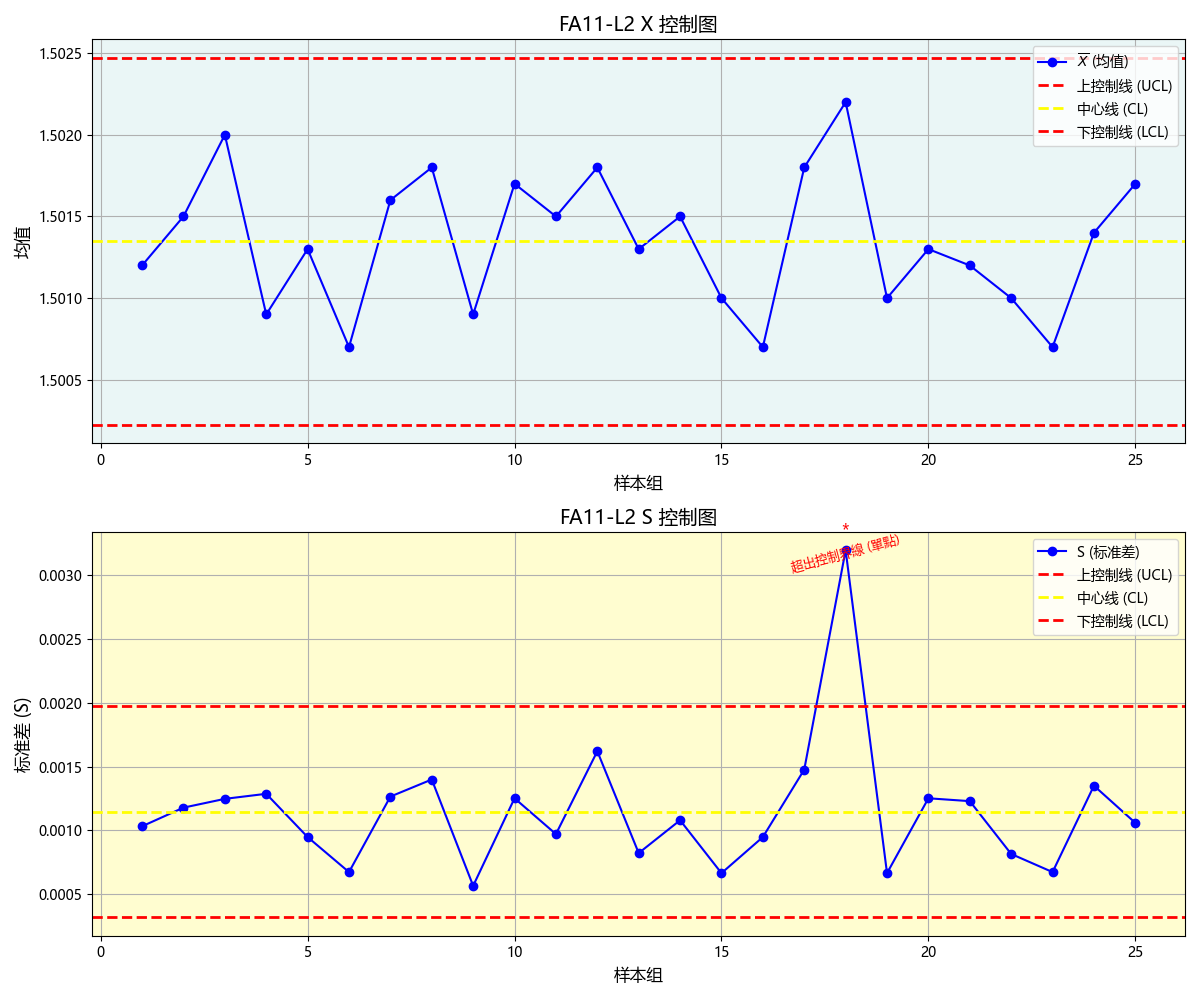 FA11-L2 X 控制图
1.5025
1.5020
1.5015
1.5010
1.5005
均值
X (均值)
上控制线 (UCL)
中心线 (CL)
下控制线 (LCL)
0 5 10 15 20 25
样本组
FA11-L2 S 控制图
0.0030
0.0025
0.0020
0.0015
0.0010
0.0005
标准差 (S)
*
超出控制界線 (單點)
S (标准差)
上控制线 (UCL)
中心线 (CL)
下控制线 (LCL)
0 5 10 15 20 25
样本组